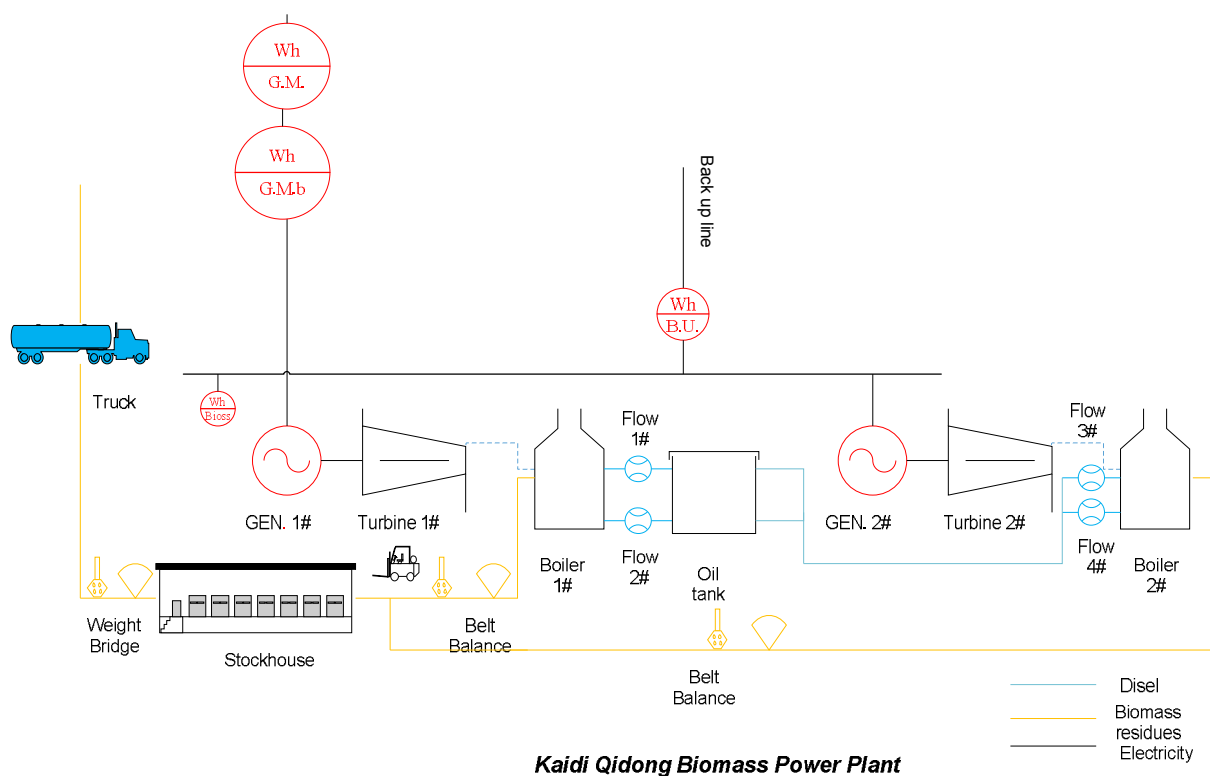 Wh
G.M.
Wh
G.M.b
Back up line
Wh
B.U.
Truck
Wh
Bioss
Flow
1#
Flow
3#
GEN. 1#
Turbine 1#
Boiler
1#
Flow
2#
Oil
tank
GEN. 2#
Turbine 2#
Flow
4#
Boiler
2#
Weight
Bridge
Stockhouse
Belt
Balance
Belt
Balance
Disel
Biomass
residues
Electricity
Kaidi Qidong Biomass Power Plant